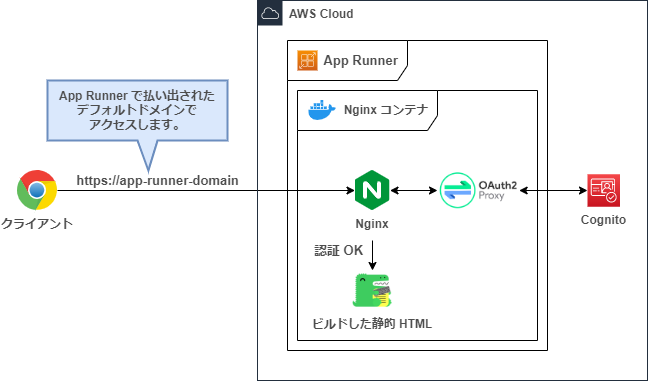 AWS Cloud
App Runner
App Runner で払い出された
デフォルトドメインで
アクセスします。
Nginx コンテナ
https://app-runner-domain
OAuth2
Proxy
クライアント
Nginx
Cognito
認証 OK
ビルドした静的 HTML